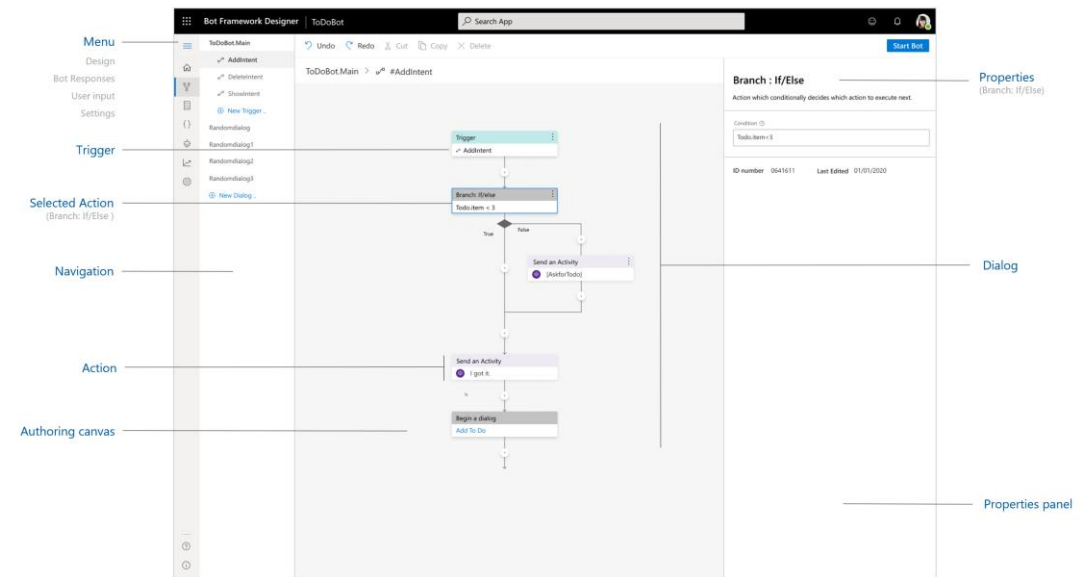 Bot Framework Designer | ToDoBot
Search App
Menu
Design
Bot Responses
User input
Settings
Trigger
Selected Action
(Branch: If/Else )
Navigation
Action
Authoring canvas
ToDoBot.Main
AddIntent
DeleteIntent
ShowIntent
New Trigger ..
Randomdialog
Randomdialog1
Randomdialog2
Randomdialog3
New Dialog ..
Undo Redo Cut Copy Delete
Start Bot
ToDoBot.Main > #AddIntent
Trigger
AddIntent
Branch: If/else
Todo.item < 3
True
False
Send an Activity
[AskforTodo]
Send an Activity
I got it
Begin a dialog
Add To Do
Branch : If/Else
Action which conditionally decides which action to execute next.
Condition
Todo.item<3
ID number 0641611 Last Edited 01/01/2020
Properties
(Branch: If/Else)
Dialog
Properties panel